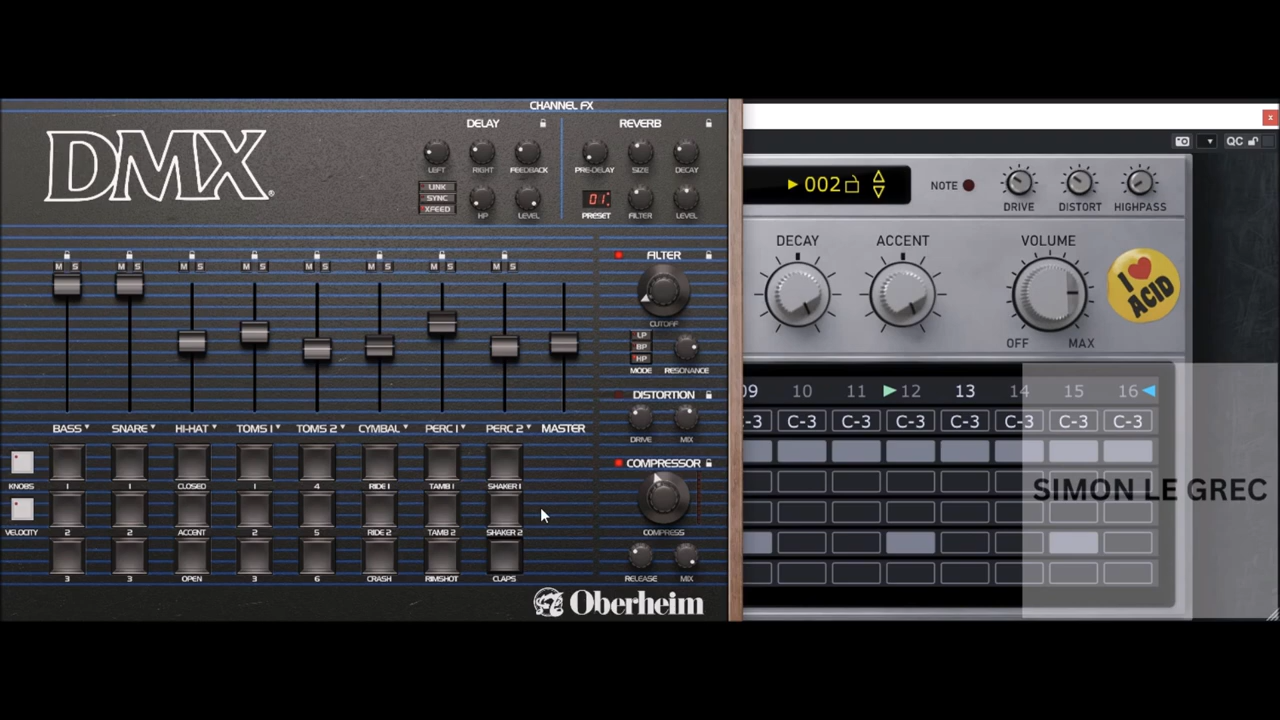 CHANNEL FX
DMX
DELAY
REVERB
LEFT RIGHT FEEDBACK
PRE-DELAY SIZE DECAY
LINK
SYNC
XFEED
HP LEVEL
01
PRESET FILTER LEVEL
M S M S M S M S M S M S M S M S
FILTER
CUTOFF
LP
BP
HP
MODE RESONANCE
DISTORTION
DRIVE MIX
BASS SNARE HI-HAT TOMS 1 TOMS 2 CYMBAL PERC 1 PERC 2 MASTER
COMPRESSOR
KNOBS 1 1 CLOSED 1 4 RIDE 1 TAMB 1 SHAKER 1
VELOCITY 2 2 ACCENT 2 5 RIDE 2 TAMB 2 SHAKER 2
COMPRESS
3 3 OPEN 3 6 CRASH RIMSHOT CLAPS
RELEASE MIX
Oberheim
x
QC
002
NOTE
DRIVE DISTORT HIGHPASS
DECAY ACCENT VOLUME
I ACID
OFF MAX
09 10 11 12 13 14 15 16
C-3 C-3 C-3 C-3 C-3 C-3 C-3
SIMON LE GREC